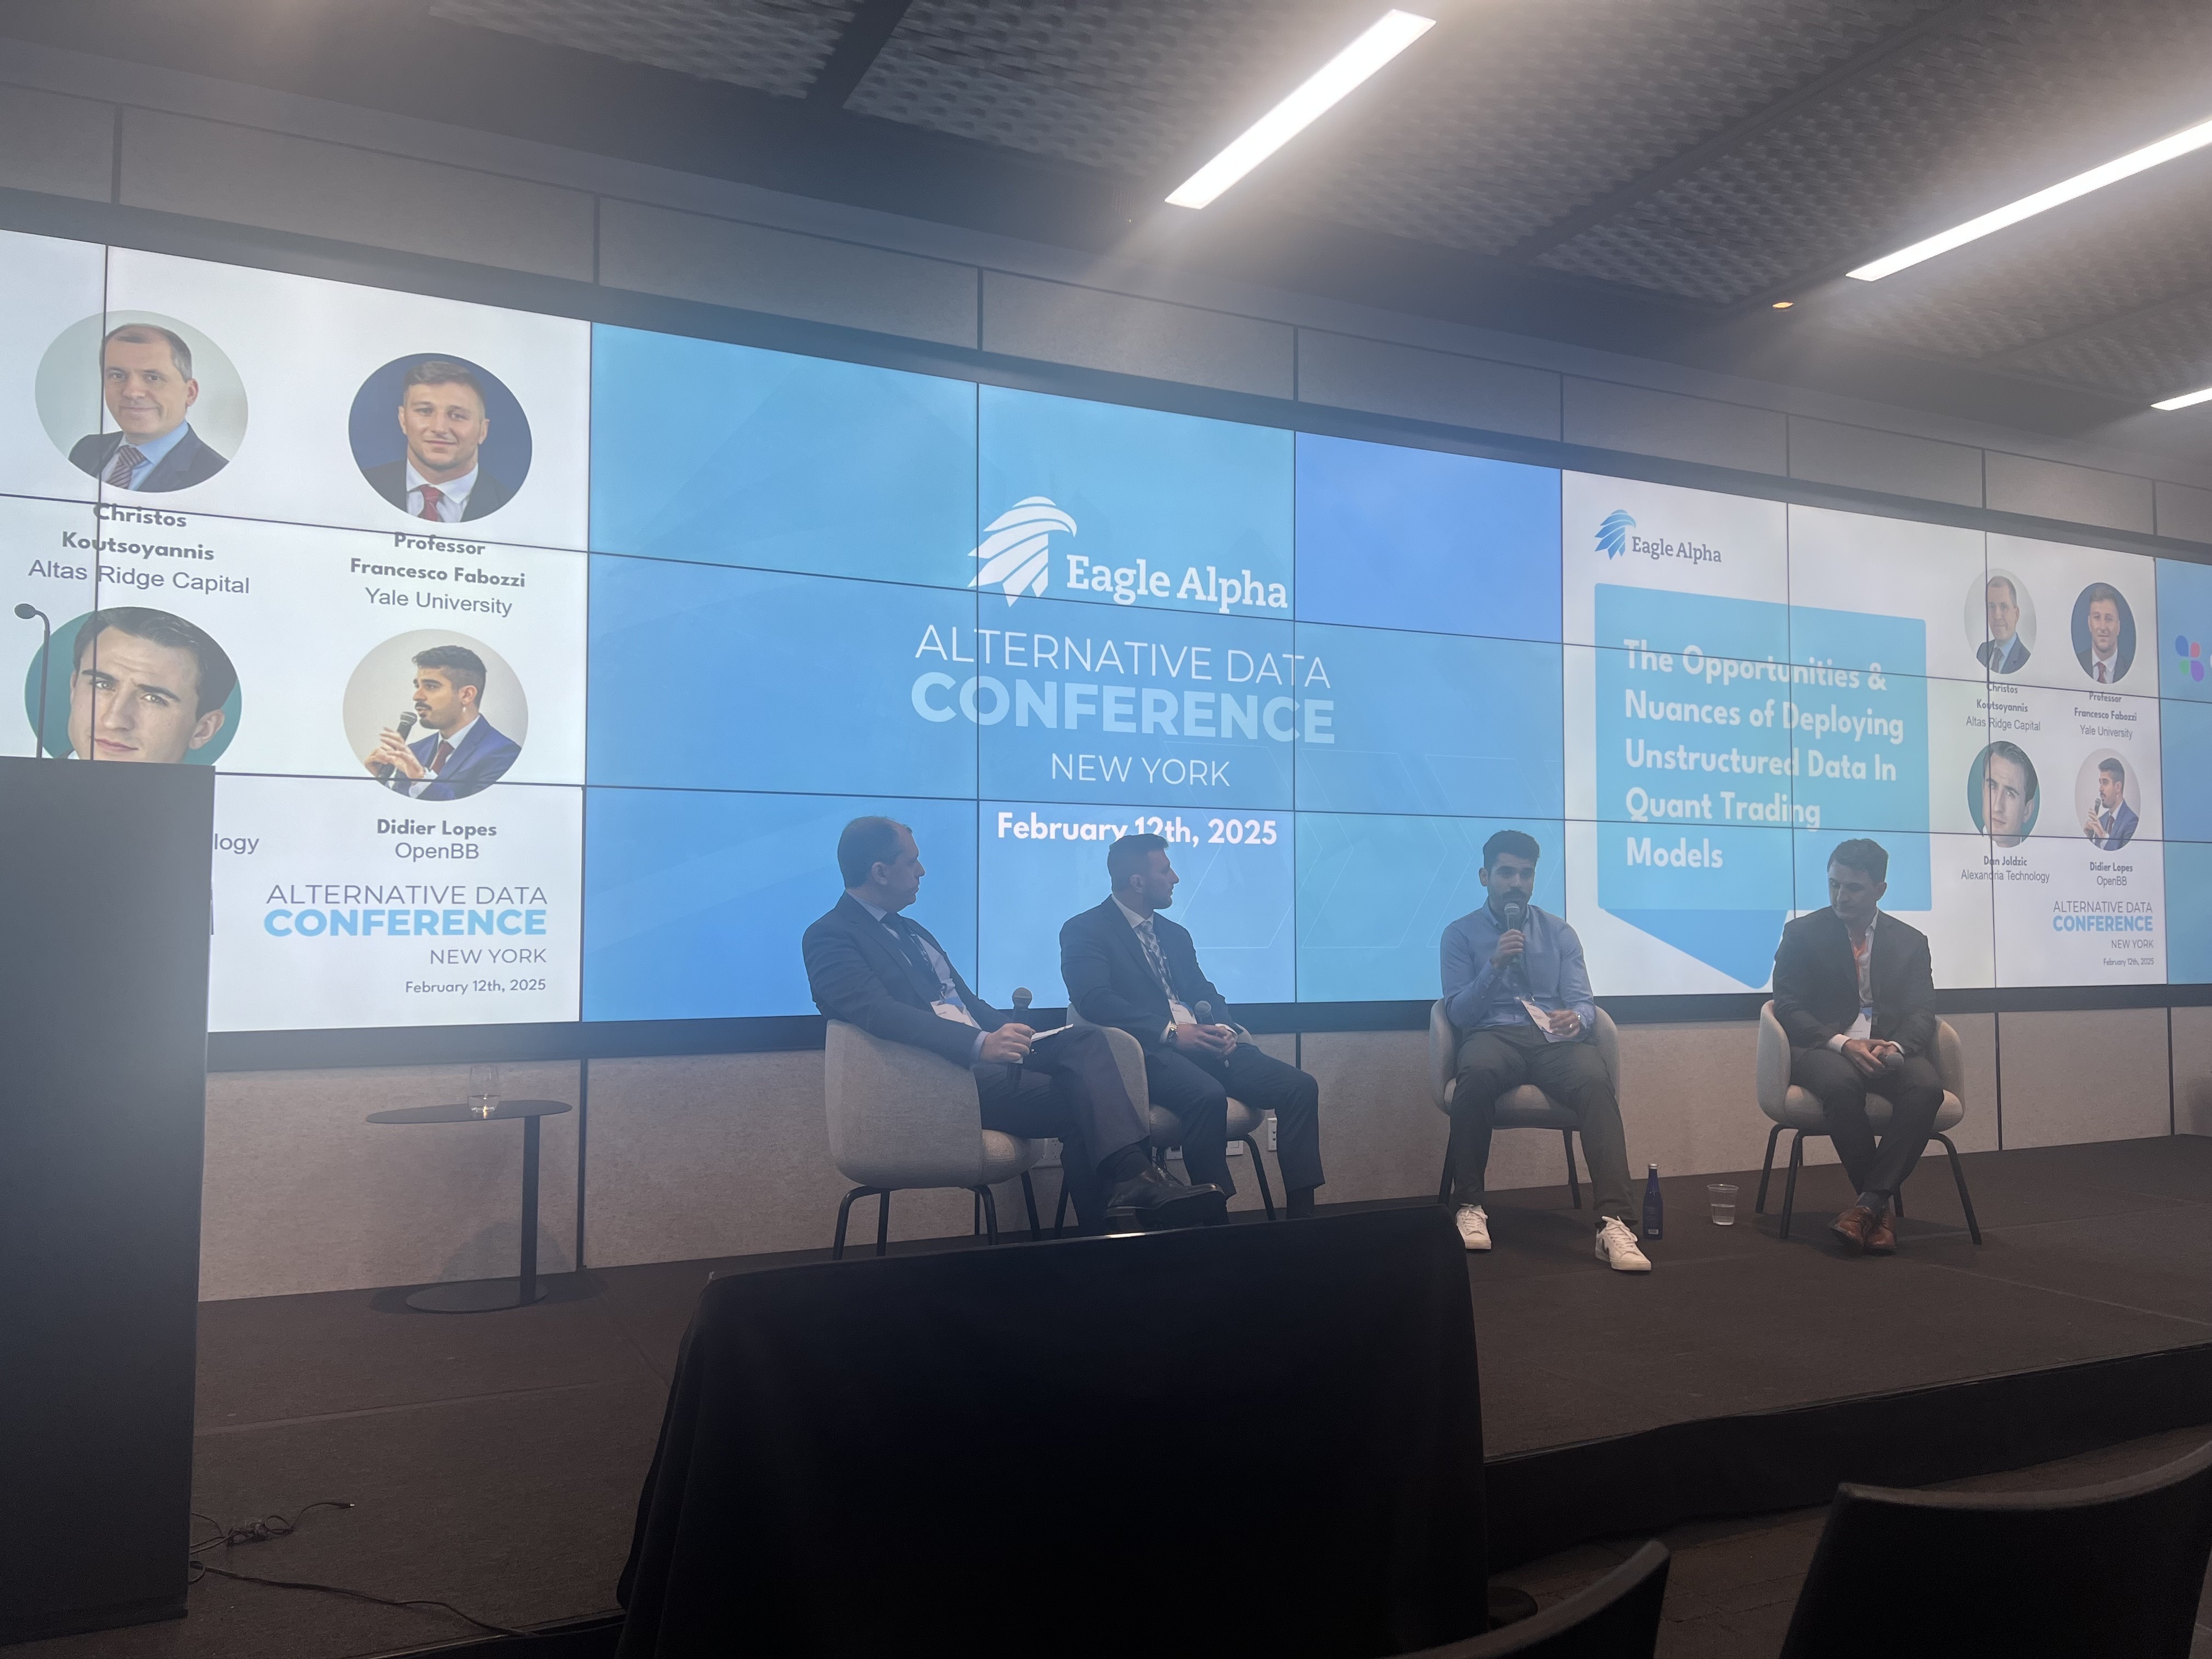 Christos
Koutsoyannis
Altas Ridge Capital
Professor
Francesco Fabozzi
Yale University
logy
Didier Lopes
OpenBB
ALTERNATIVE DATA
CONFERENCE
NEW YORK
February 12th, 2025
Eagle Alpha
ALTERNATIVE DATA
CONFERENCE
NEW YORK
February 12th, 2025
Eagle Alpha
The Opportunities &
Nuances of Deploying
Unstructured Data In
Quant Trading
Models
Christos
Koutsoyannis
Altas Ridge Capital
Professor
Francesco Fabozzi
Yale University
Dan Joldzic
Alexandria Technology
Didier Lopes
OpenBB
ALTERNATIVE DATA
CONFERENCE
NEW YORK
February 12th, 2025